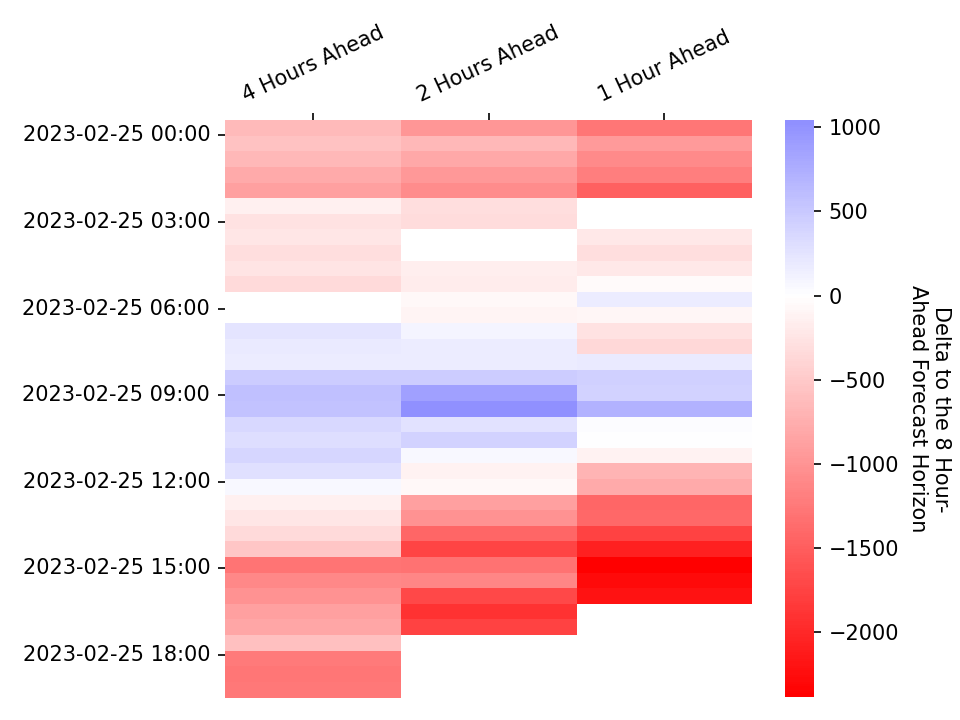 4 Hours Ahead
2 Hours Ahead
1 Hour Ahead
2023-02-25 00:00
2023-02-25 03:00
2023-02-25 06:00
2023-02-25 09:00
2023-02-25 12:00
2023-02-25 15:00
2023-02-25 18:00
1000
500
0
−500
−1000
−1500
−2000
Delta to the 8 Hour-
Ahead Forecast Horizon